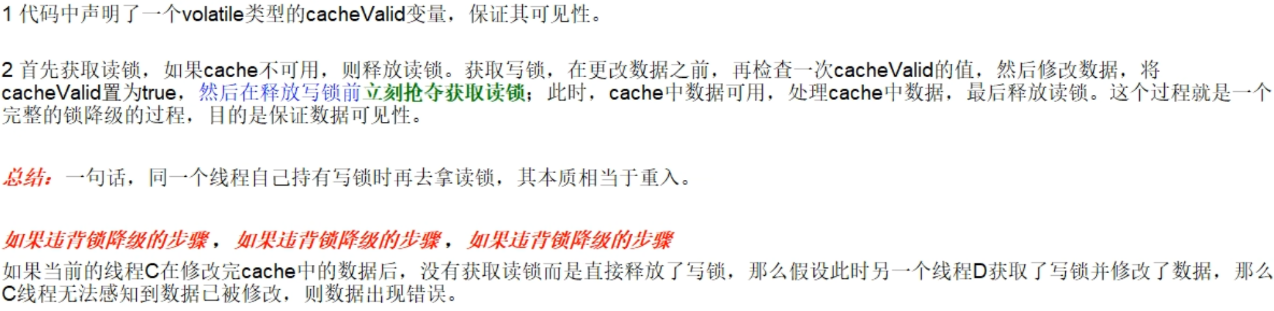 1 代码中声明了一个volatile类型的cacheValid变量，保证其可见性。
2 首先获取读锁，如果cache不可用，则释放读锁。获取写锁，在更改数据之前，再检查一次cacheValid的值，然后修改数据，将
cacheValid置为true，然后在释放写锁前立刻抢夺获取读锁；此时，cache中数据可用，处理cache中数据，最后释放读锁。这个过程就是一个
完整的锁降级的过程，目的是保证数据可见性。
总结：一句话，同一个线程自己持有写锁时再去拿读锁，其本质相当于重入。
如果违背锁降级的步骤，如果违背锁降级的步骤，如果违背锁降级的步骤
如果当前的线程C在修改完cache中的数据后，没有获取读锁而是直接释放了写锁，那么假设此时另一个线程D获取了写锁并修改了数据，那么
C线程无法感知到数据已被修改，则数据出现错误。